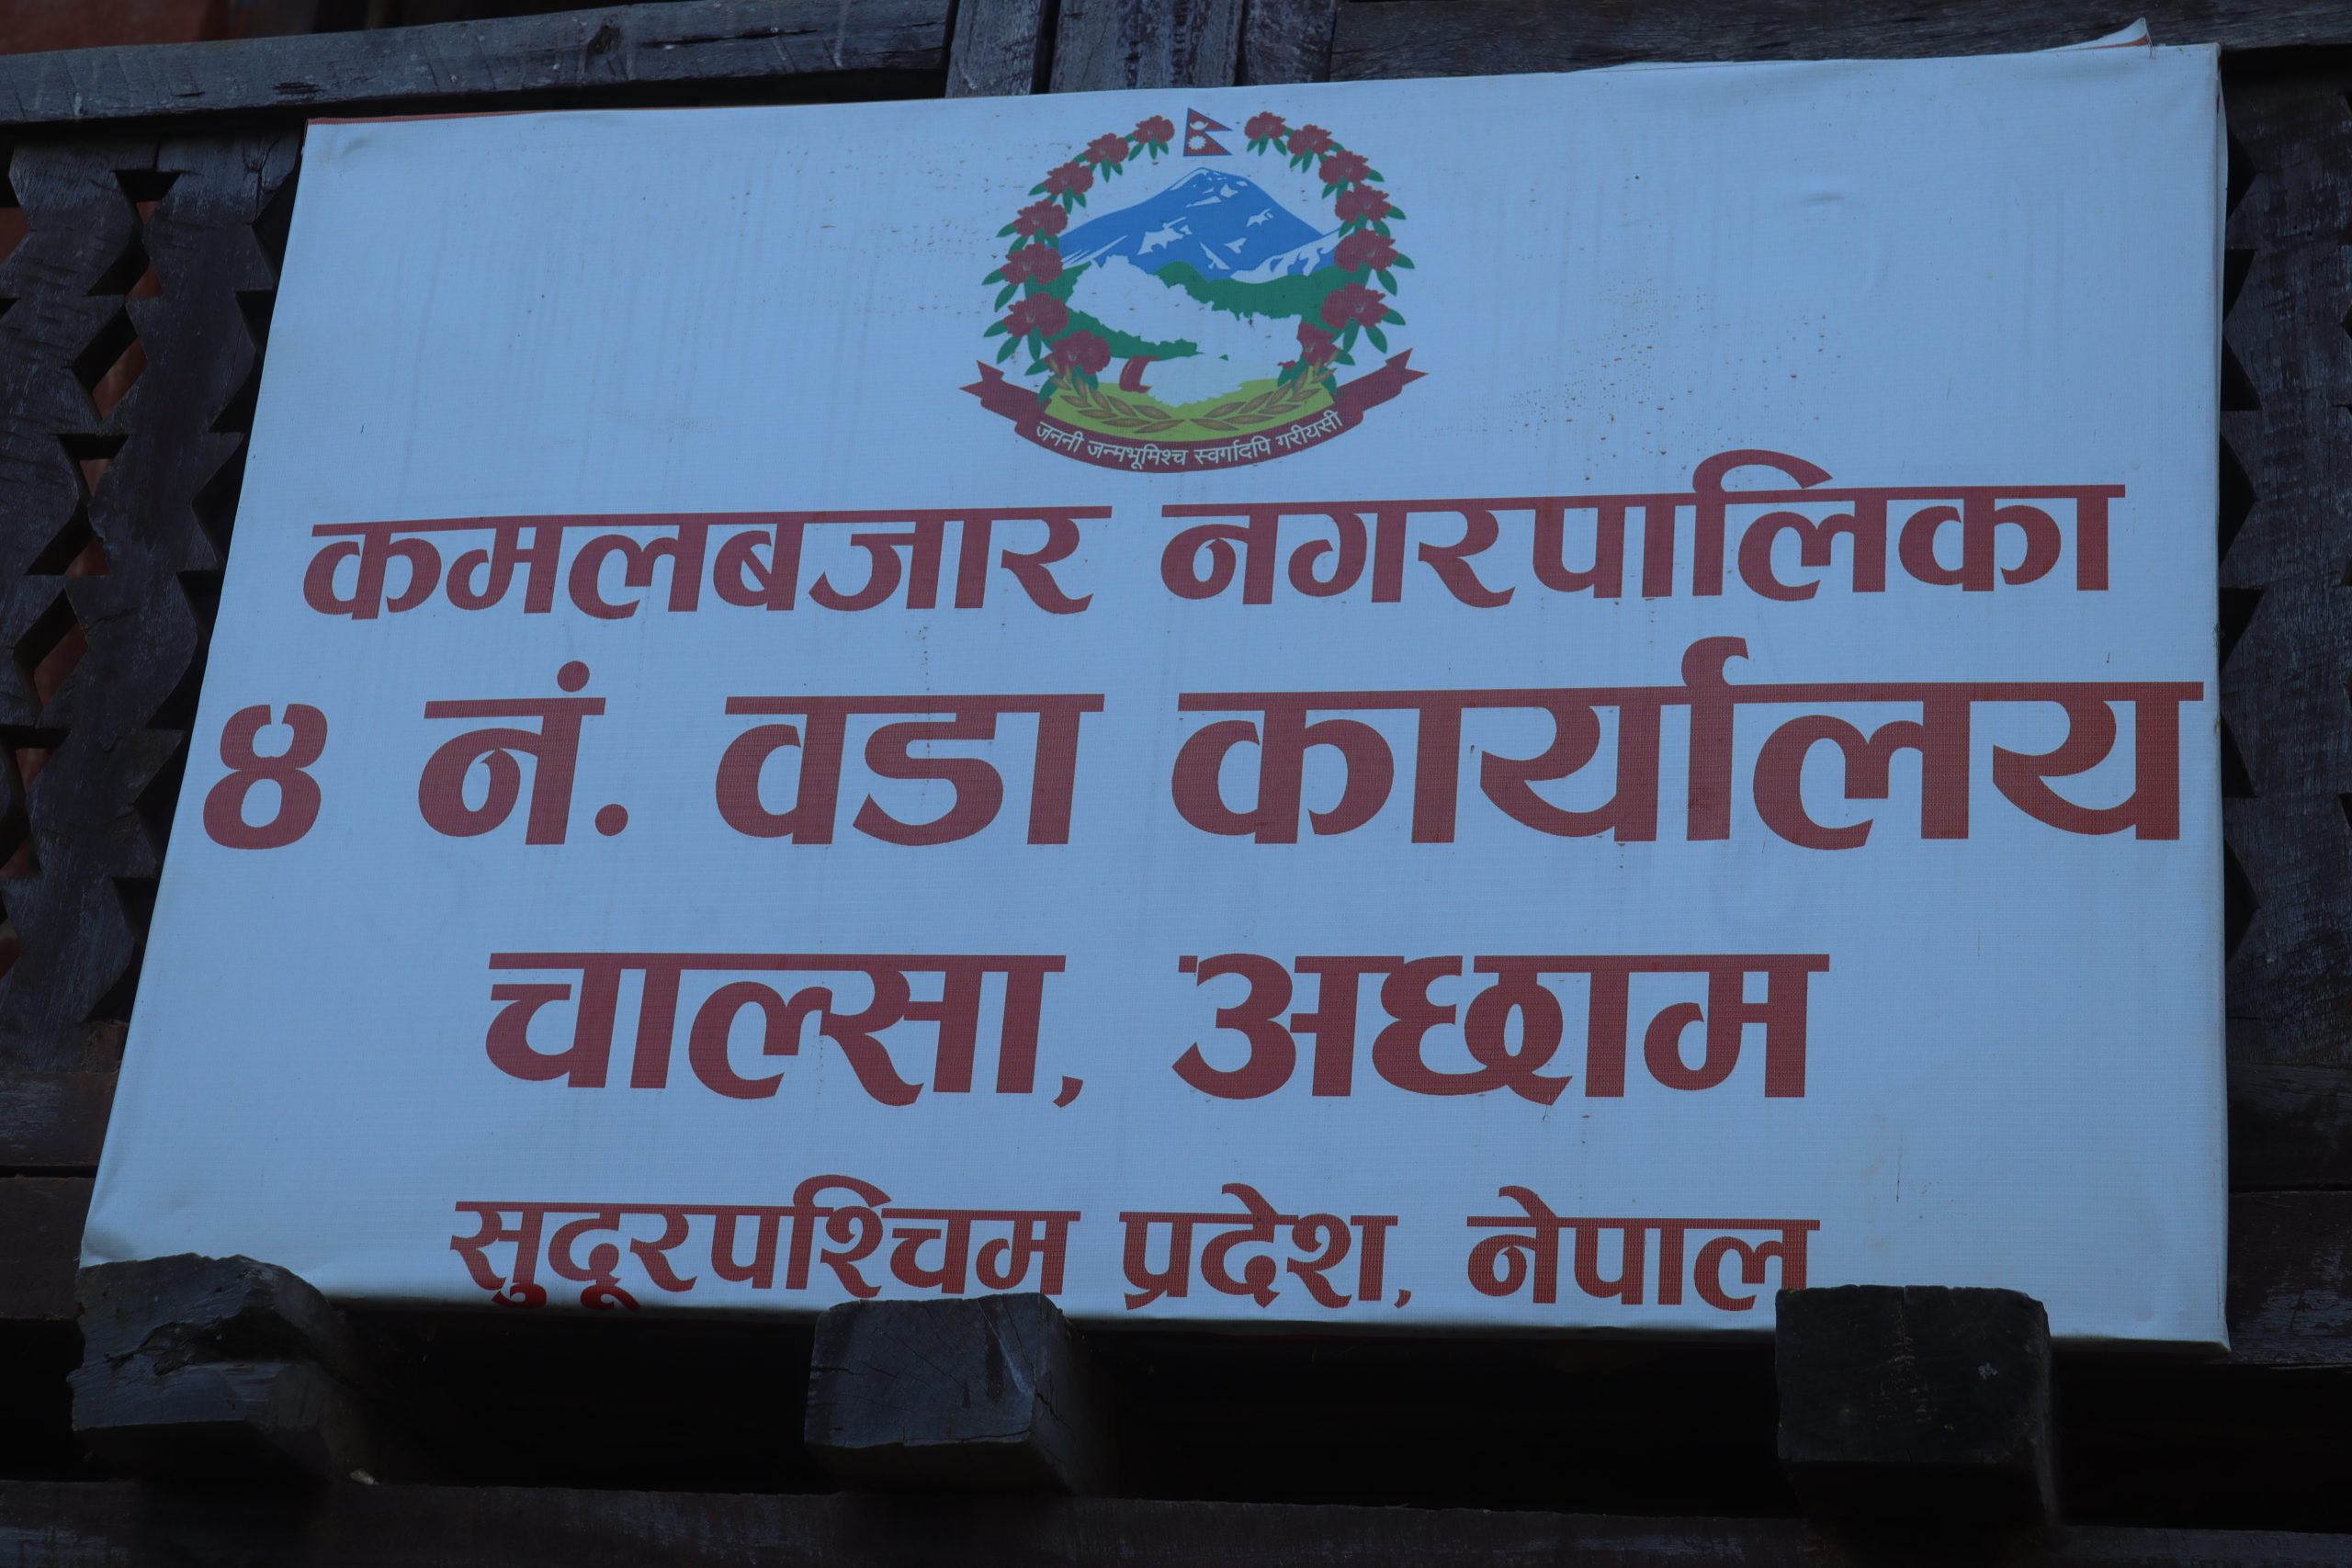 जननी जन्मभूमिश्च स्वर्गादपि गरीयसी
कमलबजार नगरपालिका
४ नं. वडा कार्यालय
चाल्सा, अछाम
सुदूरपश्चिम प्रदेश, नेपाल